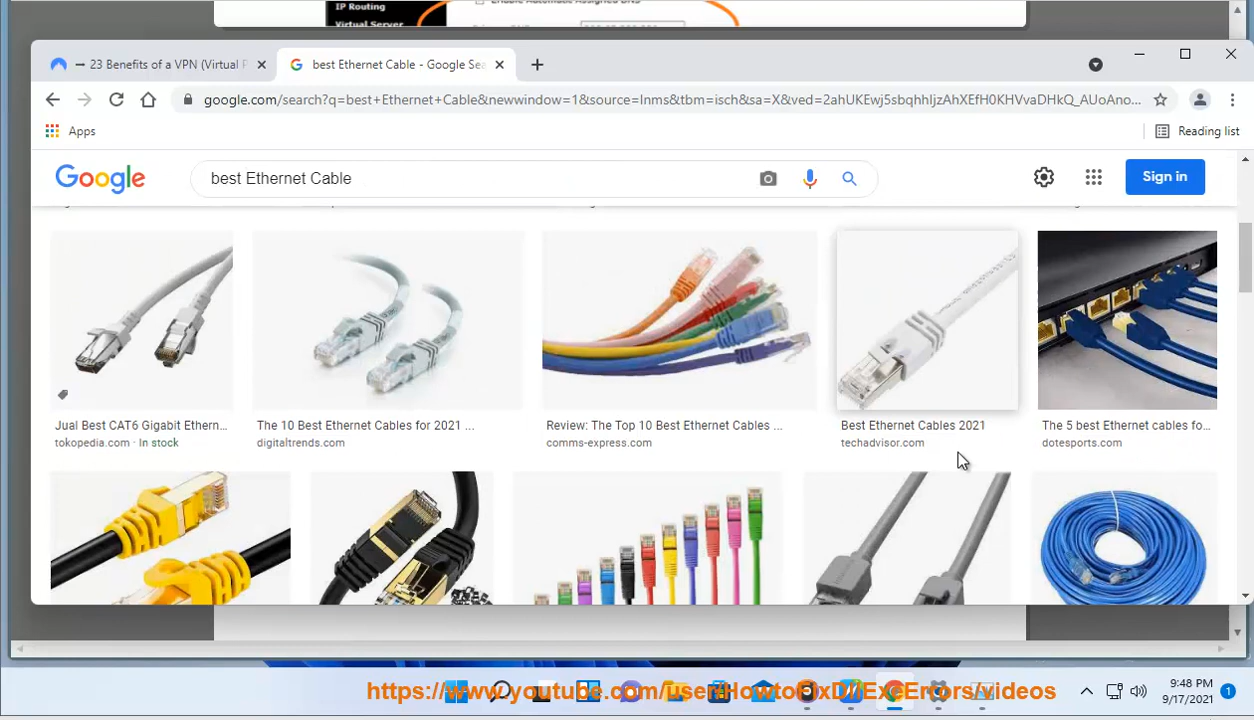 IP Routing
Virtual Server
Enable Automatic Assigned DNS
23 Benefits of a VPN (Virtual P
best Ethernet Cable - Google Sea
google.com/search?q=best+Ethernet+Cable&newwindow=1&source=lnms&tbm=isch&sa=X&ved=2ahUKEwj5sbqhhIjzAhXEfH0KHVvaDHkQ_AUoAno...
Apps
Reading list
Google
best Ethernet Cable
Sign in
Jual Best CAT6 Gigabit Ethern...
tokopedia.com · In stock
The 10 Best Ethernet Cables for 2021 ...
digitaltrends.com
Review: The Top 10 Best Ethernet Cables ...
comms-express.com
Best Ethernet Cables 2021
techadvisor.com
The 5 best Ethernet cables fo...
dotesports.com
https://www.youtube.com/user/HowtoFixDllExeErrors/videos
9:48 PM
9/17/2021
1